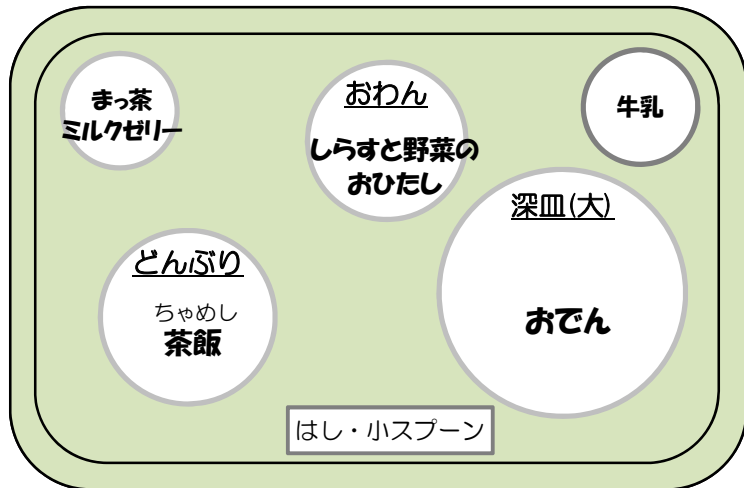 まっ茶
ミルクゼリー
おわん
しらすと野菜の
おひたし
牛乳
どんぶり
ちゃめし
茶飯
深皿(大)
おでん
はし・小スプーン